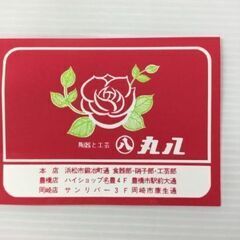 陶器と工芸 八 丸八
本店 浜松市鍛冶町通 食器部・硝子部・工芸部
豊橋店 ハイショップ名豊4F 豊橋市駅前大通
岡崎店 サンリバー3F 岡崎市康生通